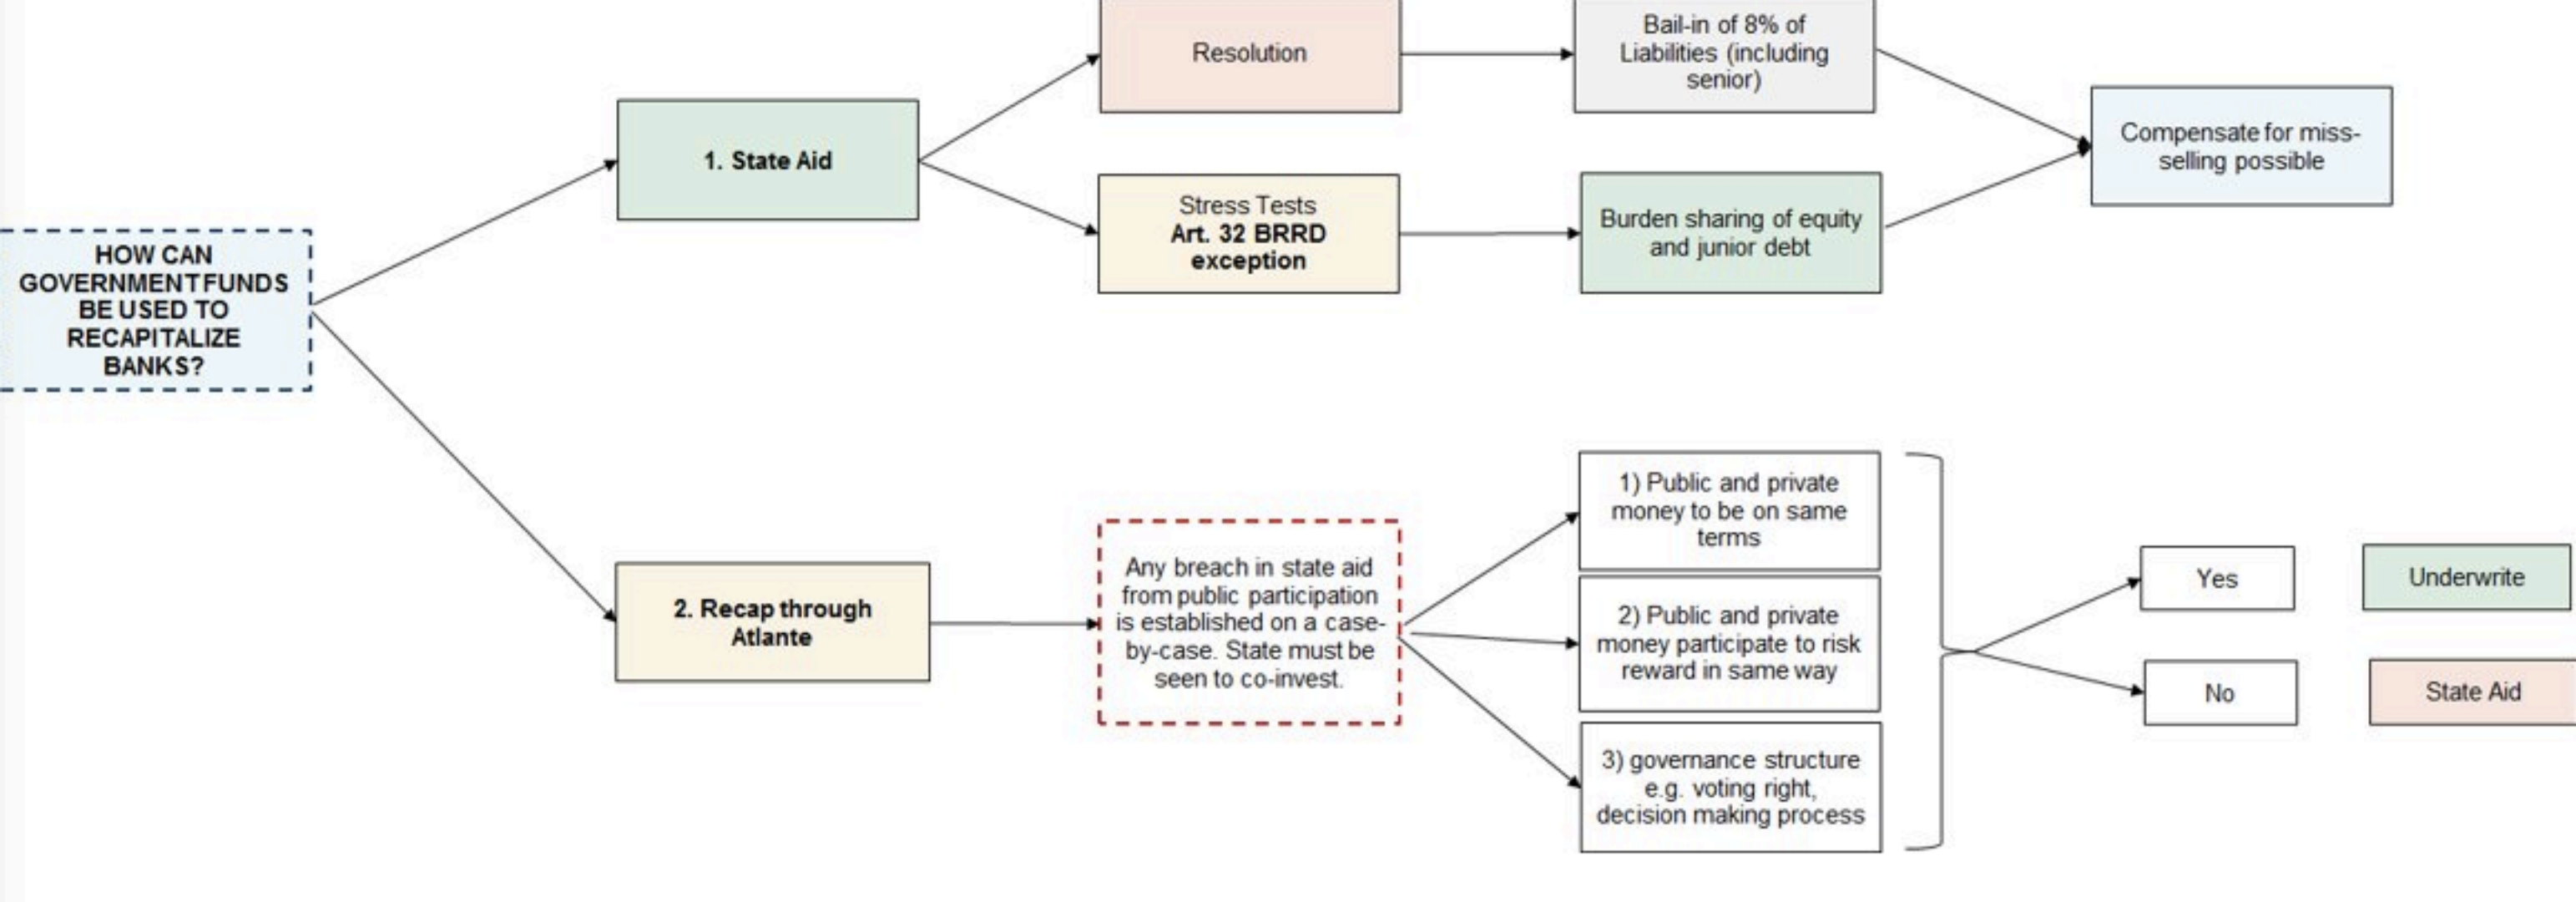 HOW CAN
GOVERNMENT FUNDS
BE USED TO
RECAPITALIZE
BANKS?
1. State Aid
Resolution
Bail-in of 8% of
Liabilities (including
senior)
Stress Tests
Art. 32 BRRD
exception
Burden sharing of equity
and junior debt
Compensate for miss-
selling possible
2. Recap through
Atlante
Any breach in state aid
from public participation
is established on a case-
by-case. State must be
seen to co-invest.
1) Public and private
money to be on same
terms
2) Public and private
money participate to risk
reward in same way
3) governance structure
e.g. voting right,
decision making process
Yes
Underwrite
No
State Aid